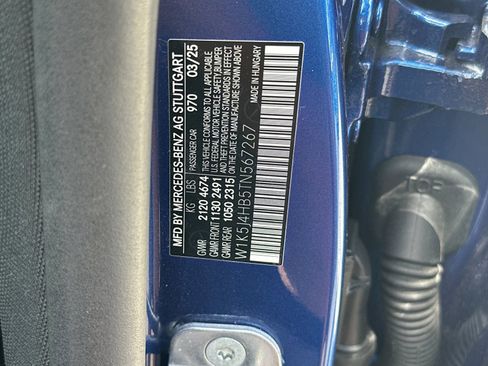 MFD BY MERCEDES-BENZ AG STUTTGART
KG LBS PASSENGER CAR 970 03/25
GVWR 2120 4674 THIS VEHICLE CONFORMS TO ALL APPLICABLE
GAWR FRONT 1130 2491 U.S. FEDERAL MOTOR VEHICLE SAFETY,BUMPER
GAWR REAR 1050 2315 AND THEFT PREVENTION STANDARDS IN EFFECT
ON THE DATE OF MANUFACTURE SHOWN ABOVE
W1K5J4HB5TN567267 MADE IN HUNGARY
TOP